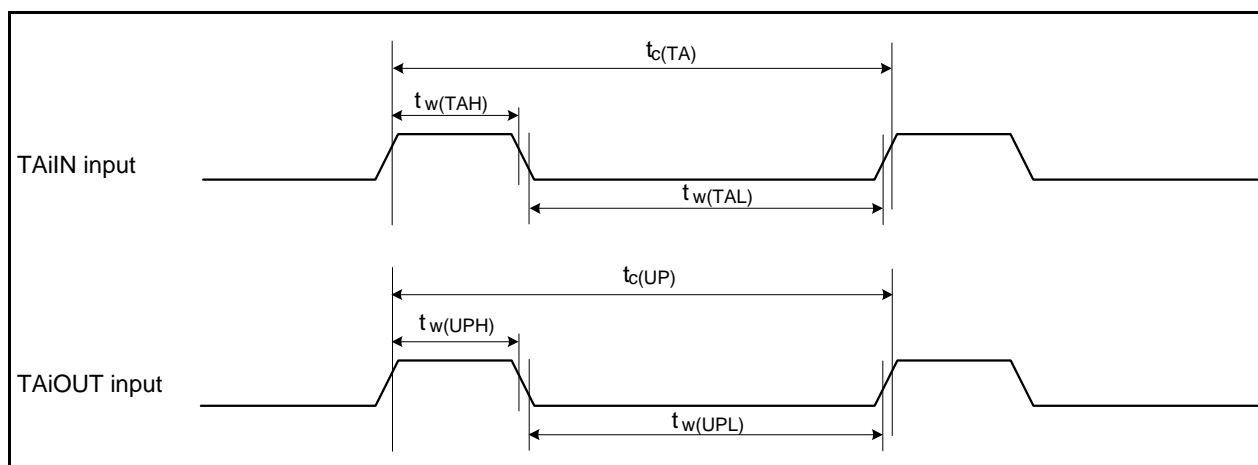 tc(TA)
tw(TAH)
TAiIN input
tw(TAL)
tc(UP)
tw(UPH)
TAiOUT input
tw(UPL)